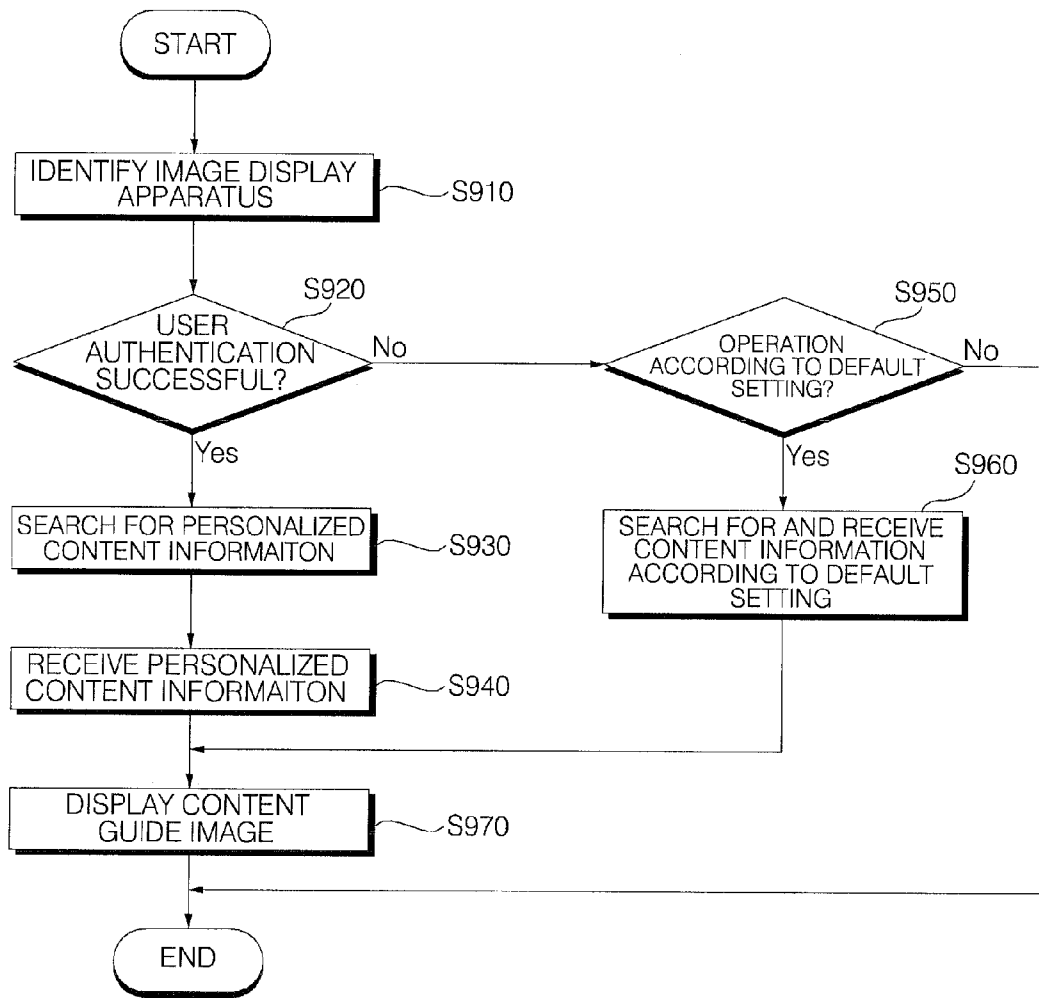 START
IDENTIFY IMAGE DISPLAY
APPARATUS
S910
S920
USER
AUTHENTICATION
SUCCESSFUL?
No
Yes
S950
OPERATION
ACCORDING TO DEFAULT
SETTING?
No
Yes
SEARCH FOR PERSONALIZED
CONTENT INFORMAITON
S930
S960
SEARCH FOR AND RECEIVE
CONTENT INFORMATION
ACCORDING TO DEFAULT
SETTING
RECEIVE PERSONALIZED
CONTENT INFORMAITON
S940
DISPLAY CONTENT
GUIDE IMAGE
S970
END